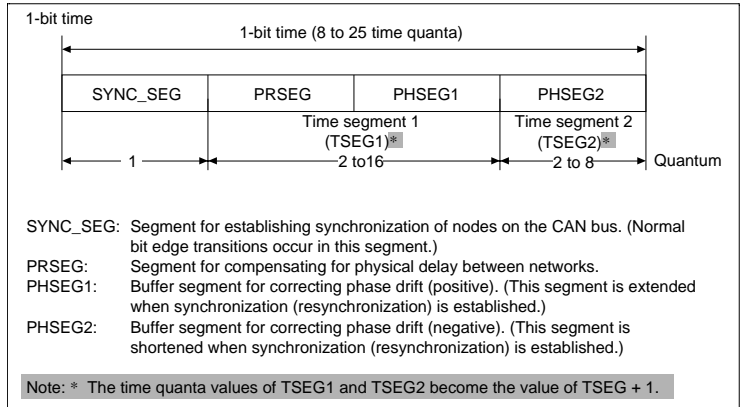 1-bit time
1-bit time (8 to 25 time quanta)
SYNC_SEG PRSEG PHSEG1 PHSEG2
Time segment 1 Time segment 2
(TSEG1)* (TSEG2)*
1 2 to16 2 to 8 Quantum
SYNC_SEG: Segment for establishing synchronization of nodes on the CAN bus. (Normal
bit edge transitions occur in this segment.)
PRSEG: Segment for compensating for physical delay between networks.
PHSEG1: Buffer segment for correcting phase drift (positive). (This segment is extended
when synchronization (resynchronization) is established.)
PHSEG2: Buffer segment for correcting phase drift (negative). (This segment is
shortened when synchronization (resynchronization) is established.)
Note: * The time quanta values of TSEG1 and TSEG2 become the value of TSEG + 1.